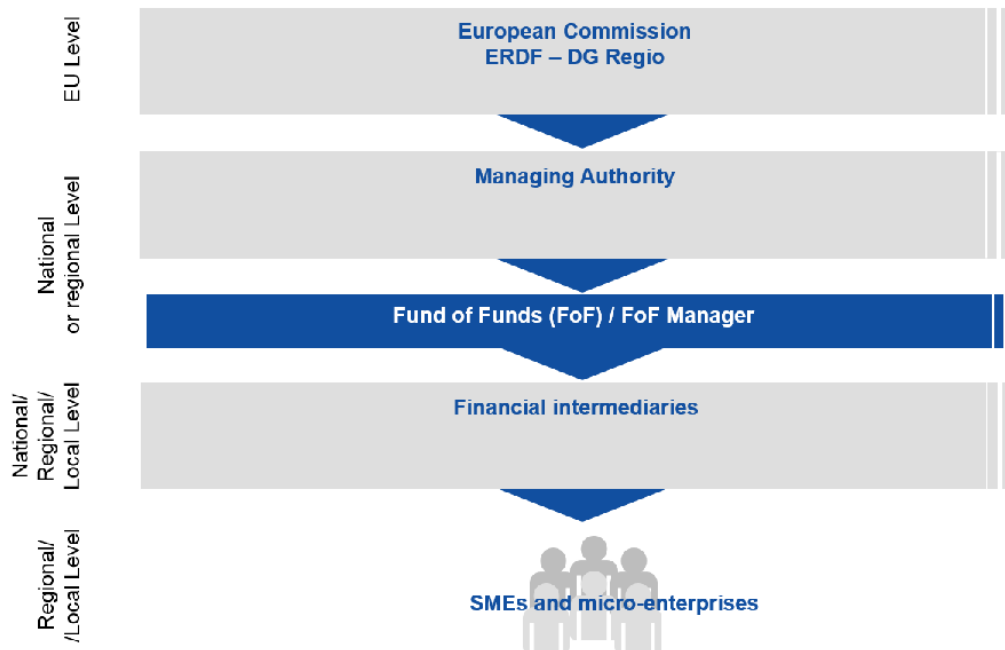 EU Level
European Commission
ERDF – DG Regio
National
or regional Level
Managing Authority
Fund of Funds (FoF) / FoF Manager
National/
Regional/
Local Level
Financial intermediaries
Regional/
/Local Level
SMEs and micro-enterprises